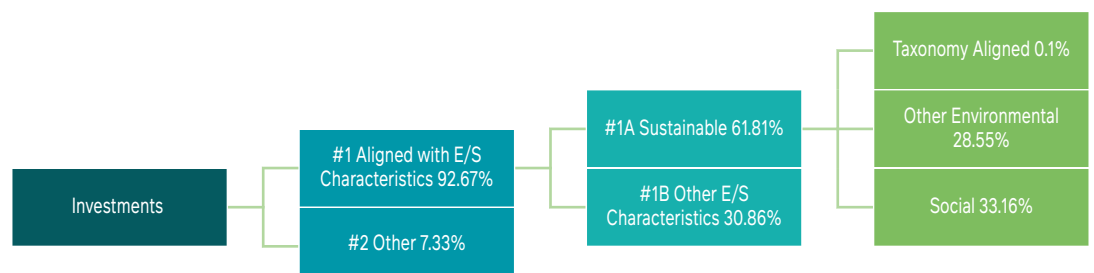 Investments
#1 Aligned with E/S
Characteristics 92.67%
#2 Other 7.33%
#1A Sustainable 61.81%
#1B Other E/S
Characteristics 30.86%
Taxonomy Aligned 0.1%
Other Environmental
28.55%
Social 33.16%